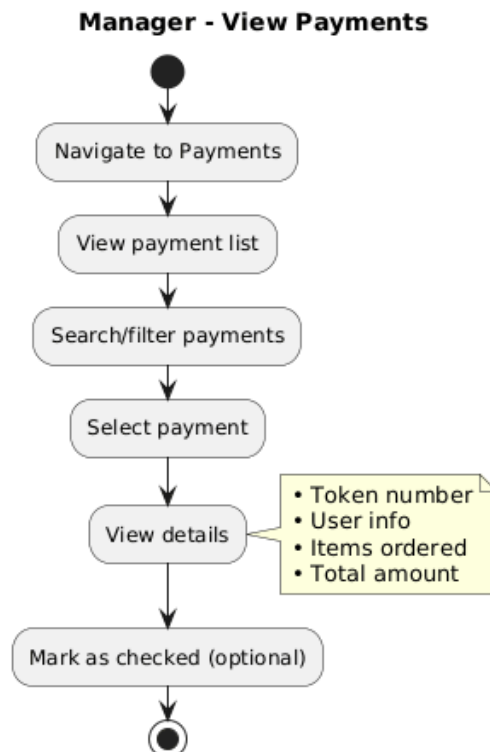 Manager - View Payments
Navigate to Payments
View payment list
Search/filter payments
Select payment
View details
• Token number
• User info
• Items ordered
• Total amount
Mark as checked (optional)